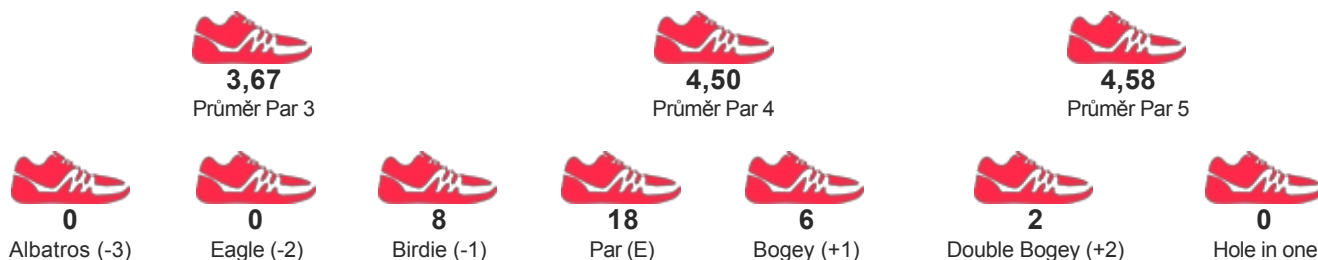 3,67 4,50 4,58
Průměr Par 3 Průměr Par 4 Průměr Par 5
0 0 8 18 6 2 0
Albatros (-3) Eagle (-2) Birdie (-1) Par (E) Bogey (+1) Double Bogey (+2) Hole in one